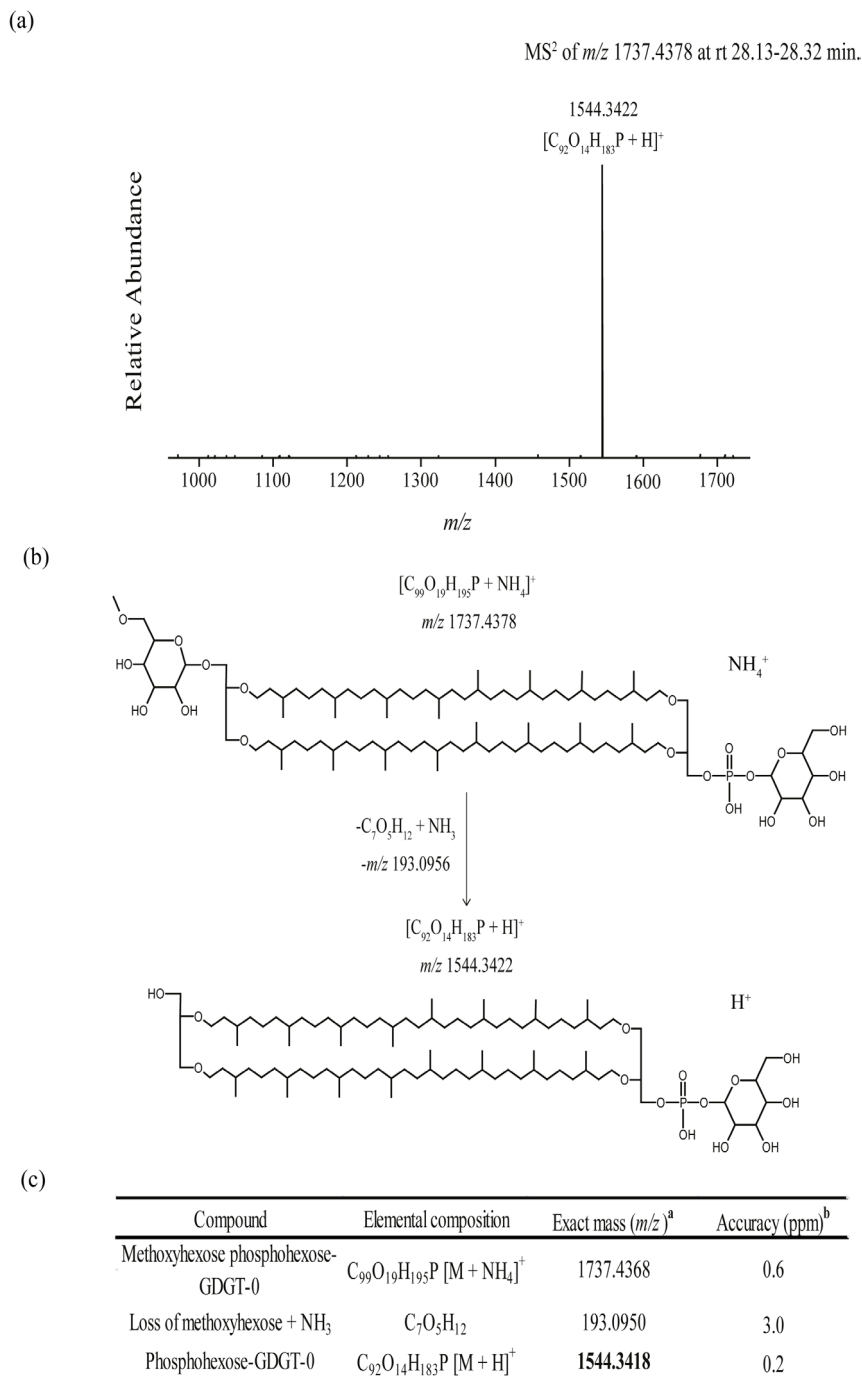 (a)
MS² of m/z 1737.4378 at rt 28.13-28.32 min.
1544.3422
[C₉₂O₁₄H₁₈₃P + H]⁺
Relative Abundance
1000 1100 1200 1300 1400 1500 1600 1700
m/z
(b)
[C₉₉O₁₉H₁₉₅P + NH₄]⁺
m/z 1737.4378
NH₄⁺
O
O
HO
O
O
O
HO
OH
O
O
O
O
P
O
OH
O
OH
OH
HO
OH
-C₇O₅H₁₂ + NH₃
-m/z 193.0956
[C₉₂O₁₄H₁₈₃P + H]⁺
m/z 1544.3422
H⁺
HO
O
O
O
O
O
O
P
O
OH
O
OH
OH
HO
OH
(c)
Compound Elemental composition Exact mass (m/z)ᵃ Accuracy (ppm)ᵇ
Methoxyhexose phosphohexose-
GDGT-0 C₉₉O₁₉H₁₉₅P [M + NH₄]⁺ 1737.4368 0.6
Loss of methoxyhexose + NH₃ C₇O₅H₁₂ 193.0950 3.0
Phosphohexose-GDGT-0 C₉₂O₁₄H₁₈₃P [M + H]⁺ 1544.3418 0.2